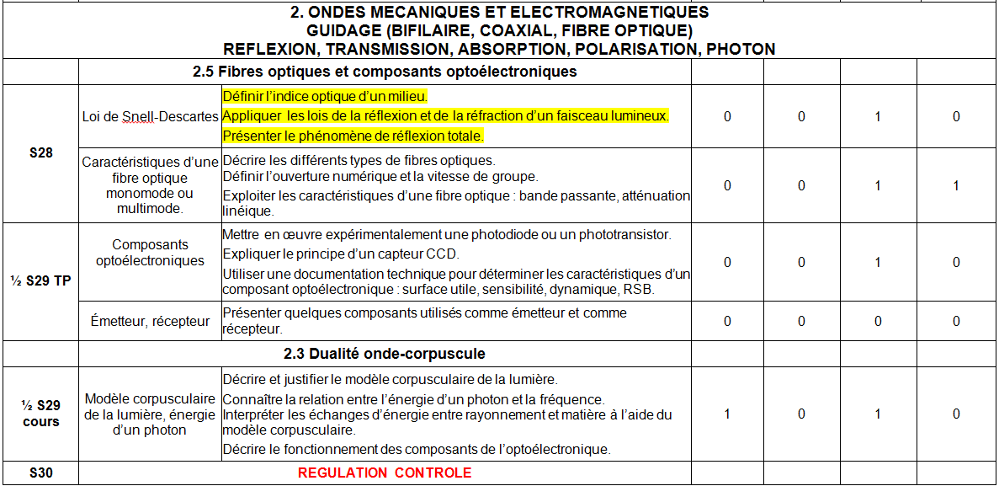 2. ONDES MECANIQUES ET ELECTROMAGNETIQUES
GUIDAGE (BIFILAIRE, COAXIAL, FIBRE OPTIQUE)
REFLEXION, TRANSMISSION, ABSORPTION, POLARISATION, PHOTON
2.5 Fibres optiques et composants optoélectroniques
S28
Loi de Snell-Descartes
Définir l'indice optique d'un milieu.
Appliquer les lois de la réflexion et de la réfraction d'un faisceau lumineux.
Présenter le phénomène de réflexion totale.
0 0 1 0
Caractéristiques d'une
fibre optique
monomode ou
multimode.
Décrire les différents types de fibres optiques.
Définir l'ouverture numérique et la vitesse de groupe.
Exploiter les caractéristiques d'une fibre optique : bande passante, atténuation
linéique.
0 0 1 1
½ S29 TP
Composants
optoélectroniques
Mettre en œuvre expérimentalement une photodiode ou un phototransistor.
Expliquer le principe d'un capteur CCD.
Utiliser une documentation technique pour déterminer les caractéristiques d'un
composant optoélectronique : surface utile, sensibilité, dynamique, RSB.
0 0 1 0
Émetteur, récepteur
Présenter quelques composants utilisés comme émetteur et comme
récepteur.
0 0 0 0
2.3 Dualité onde-corpuscule
½ S29
cours
Modèle corpusculaire
de la lumière, énergie
d'un photon
Décrire et justifier le modèle corpusculaire de la lumière.
Connaître la relation entre l'énergie d'un photon et la fréquence.
Interpréter les échanges d'énergie entre rayonnement et matière à l'aide du
modèle corpusculaire.
Décrire le fonctionnement des composants de l'optoélectronique.
1 0 1 0
S30
REGULATION CONTROLE